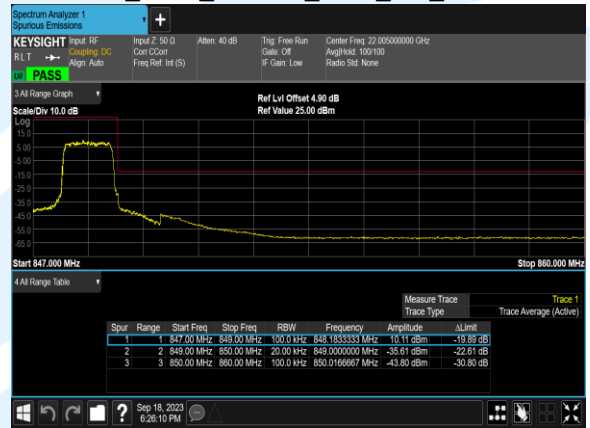 Spectrum Analyzer 1
Spurious Emissions
KEYSIGHT Input: RF Input Z: 50 Ω Atten: 40 dB Trig: Free Run Center Freq: 22.005000000 GHz
RLT Coupling: DC Corr CCorr Gate: Off Avg|Hold: 100/100
Align: Auto Freq Ref: Int (S) IF Gain: Low Radio Std: None
PASS
3 All Range Graph
Ref Lvl Offset 4.90 dB
Scale/Div 10.0 dB Ref Value 25.00 dBm
Log
15.0
5.00
-5.00
-15.0
-25.0
-35.0
-45.0
-55.0
-65.0
Start 847.000 MHz Stop 860.000 MHz
4 All Range Table
Measure Trace Trace 1
Trace Type Trace Average (Active)
Spur Range Start Freq Stop Freq RBW Frequency Amplitude ΔLimit
1 1 847.00 MHz 849.00 MHz 100.0 kHz 848.1833333 MHz 10.11 dBm -19.89 dB
2 2 849.00 MHz 850.00 MHz 20.00 kHz 849.0000000 MHz -35.61 dBm -22.61 dB
3 3 850.00 MHz 860.00 MHz 100.0 kHz 850.0166667 MHz -43.80 dBm -30.80 dB
? Sep 18, 2023
6:26:10 PM